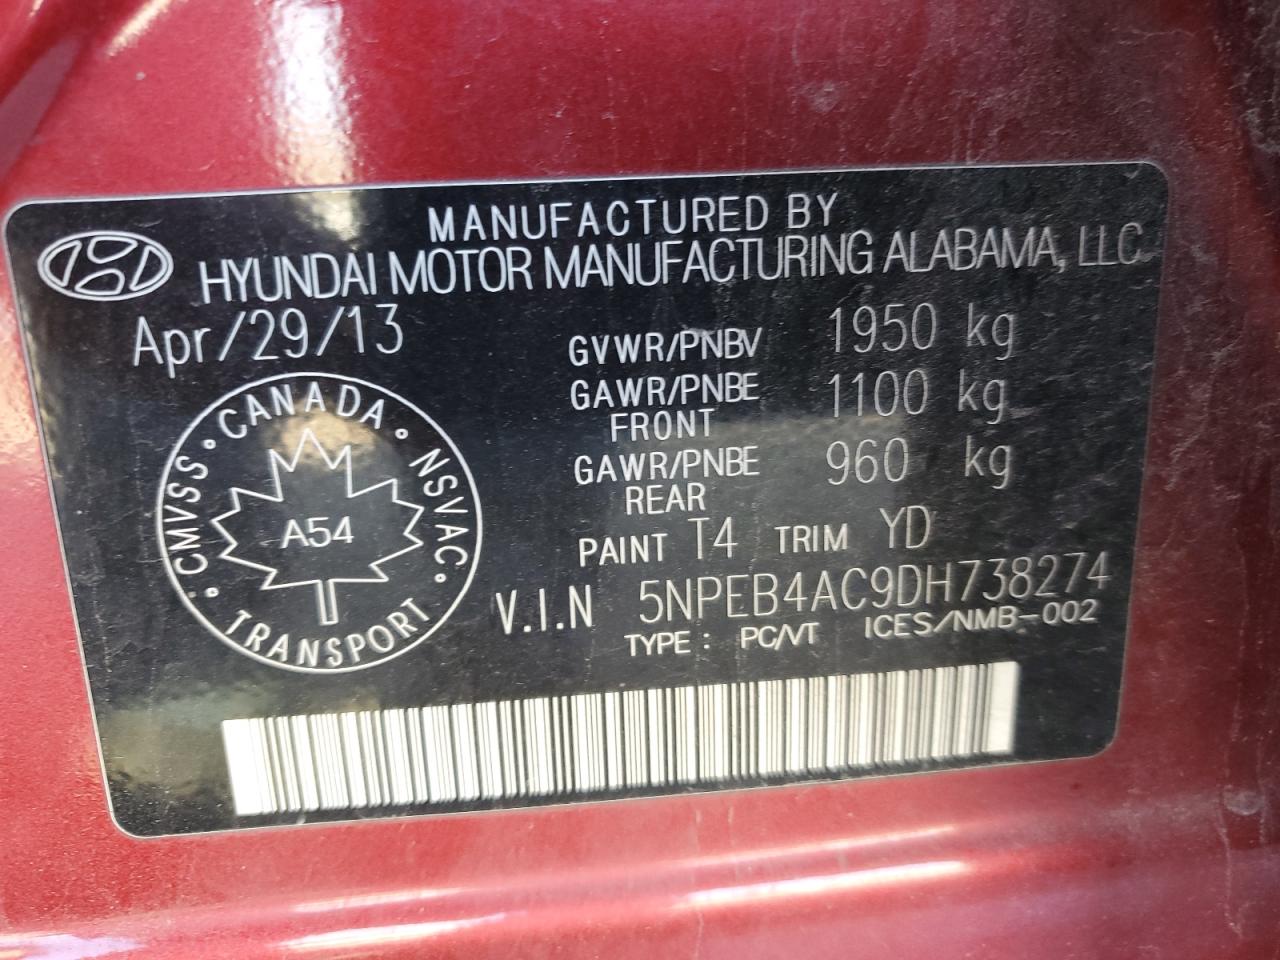 MANUFACTURED BY
HYUNDAI MOTOR MANUFACTURING ALABAMA, LLC
Apr/29/13
GVWR/PNBV 1950 kg
GAWR/PNBE 1100 kg
FRONT
GAWR/PNBE 960 kg
REAR
PAINT T4 TRIM YD
V.I.N 5NPEB4AC9DH738274
TYPE : PC/VT ICES/NMB-002
CANADA
CMVSS · NSVAC
A54
TRANSPORT